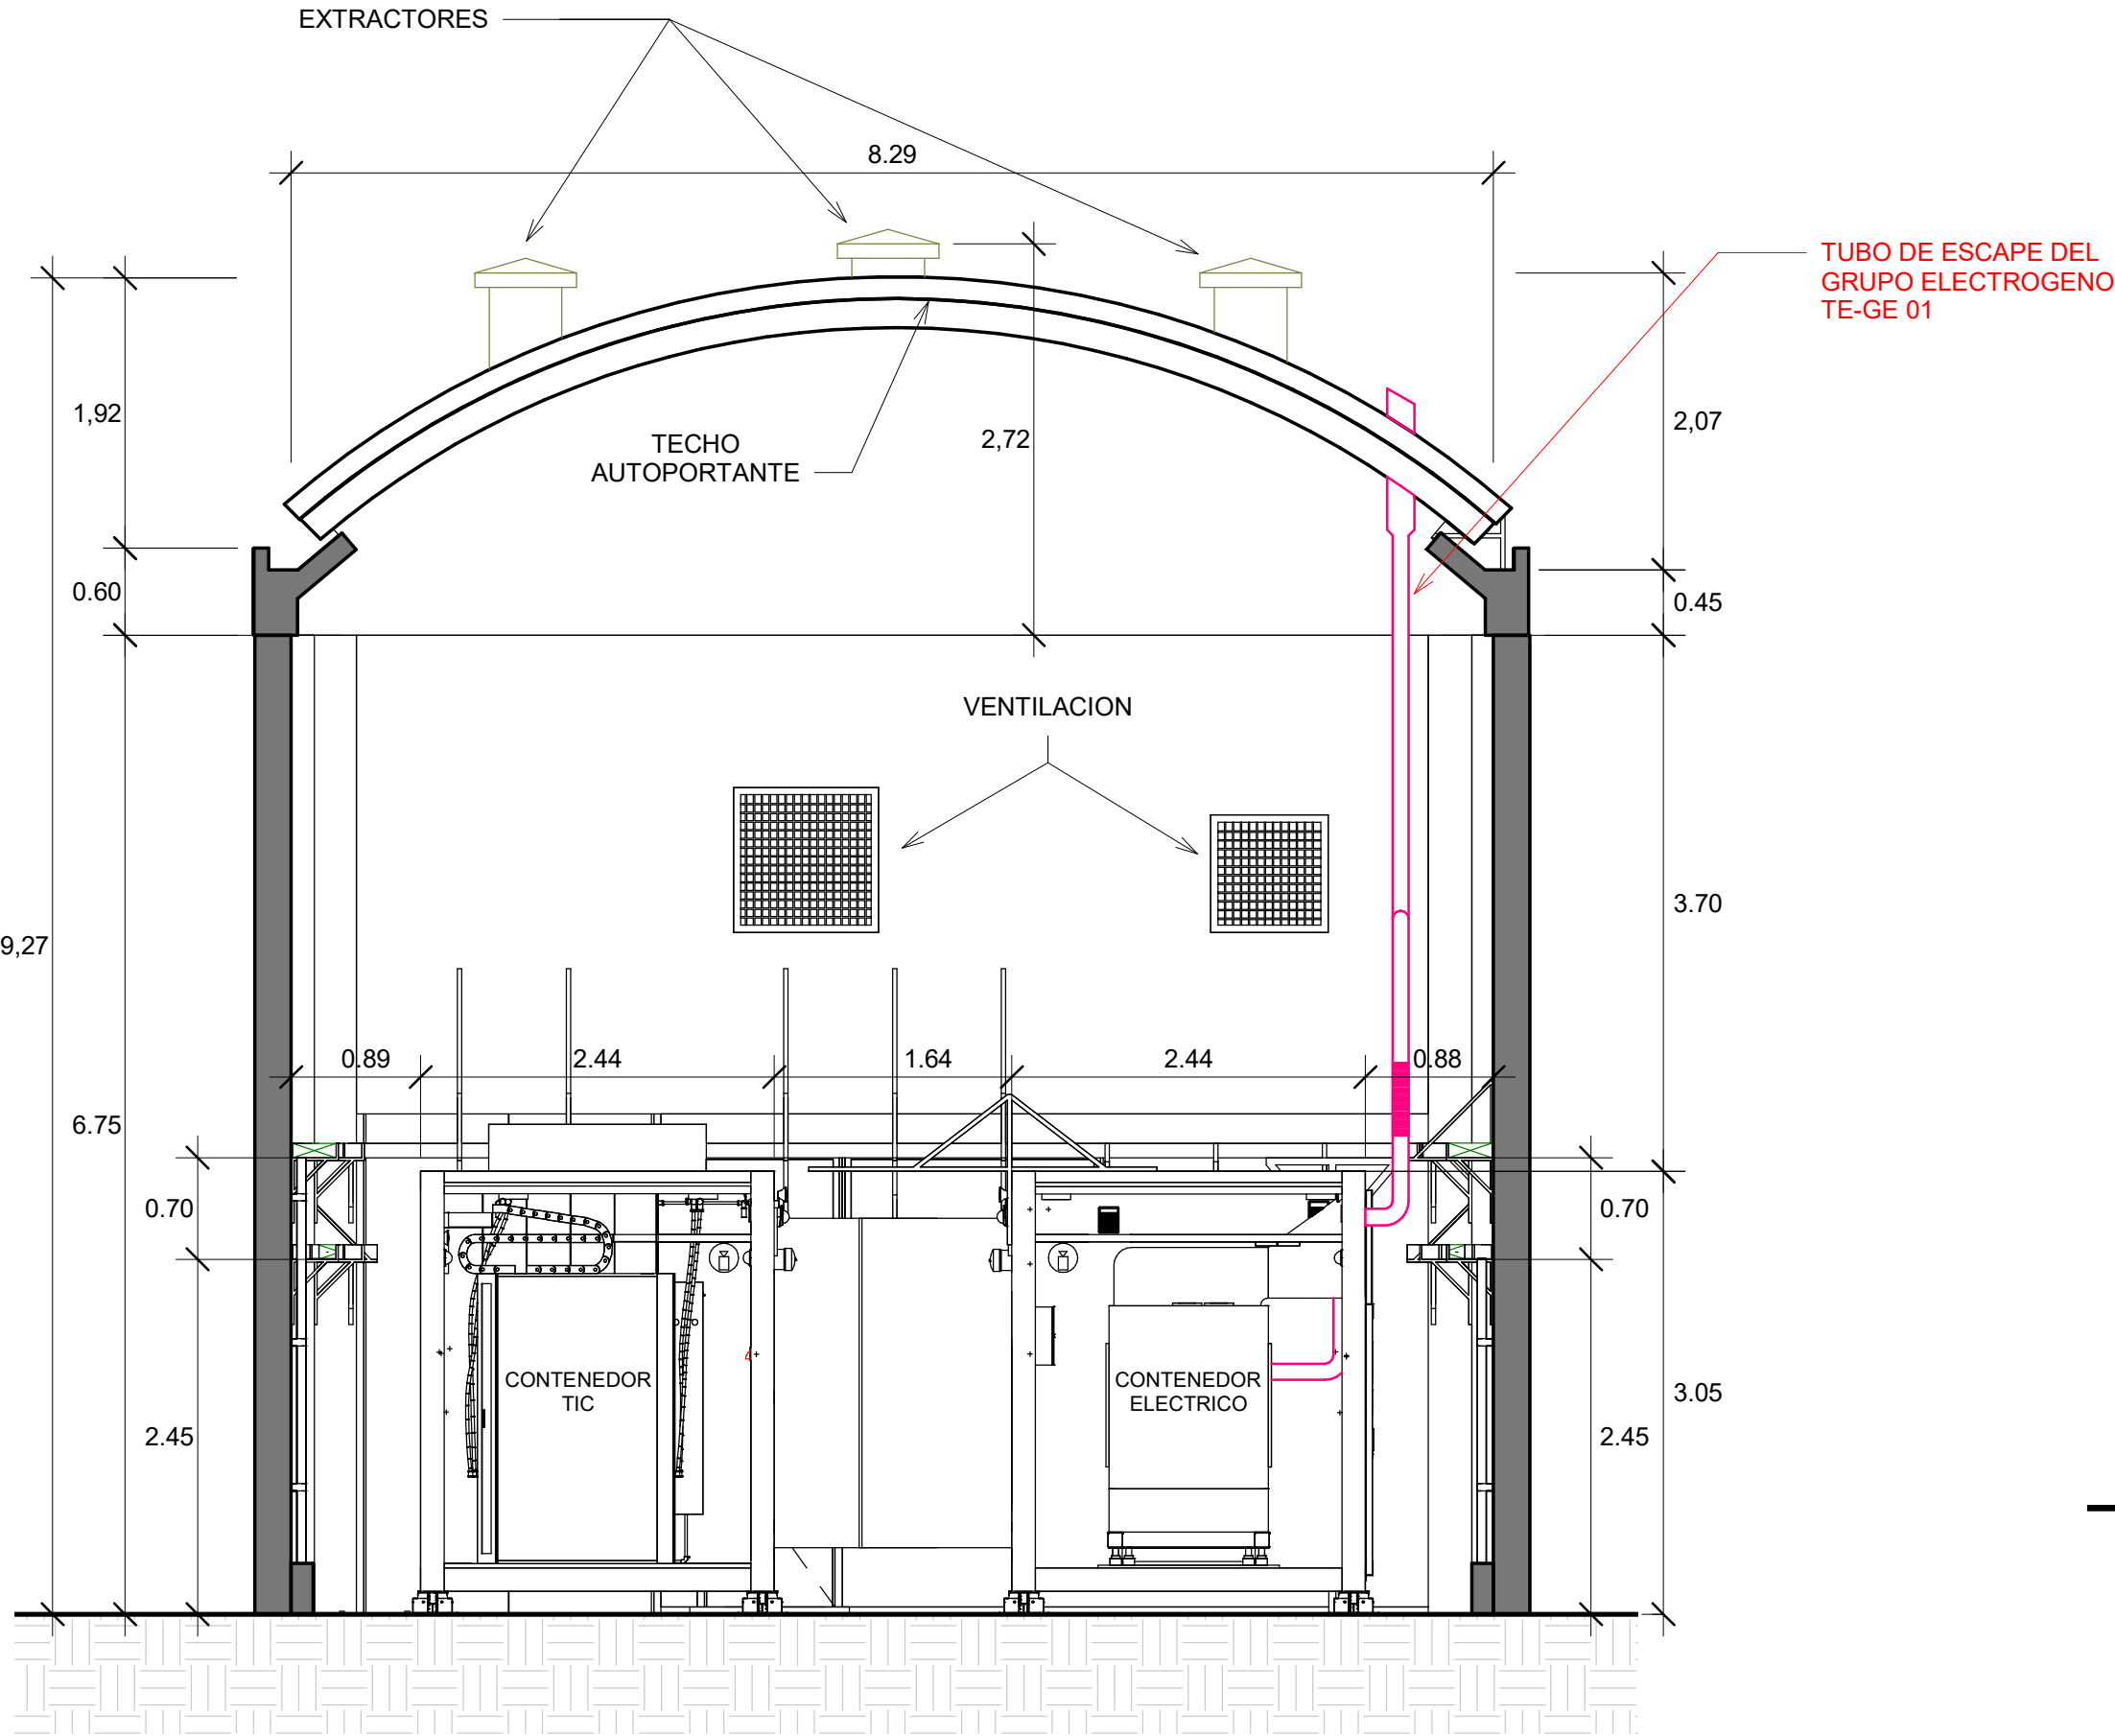 EXTRACTORES
8.29
TUBO DE ESCAPE DEL
GRUPO ELECTROGENO
TE-GE 01
1,92
TECHO
AUTOPORTANTE
2,72
2,07
0.60
0.45
VENTILACION
3.70
9,27
0.89
2.44
1.64
2.44
0.88
6.75
0.70
0.70
CONTENEDOR
TIC
CONTENEDOR
ELECTRICO
3.05
2.45
2.45